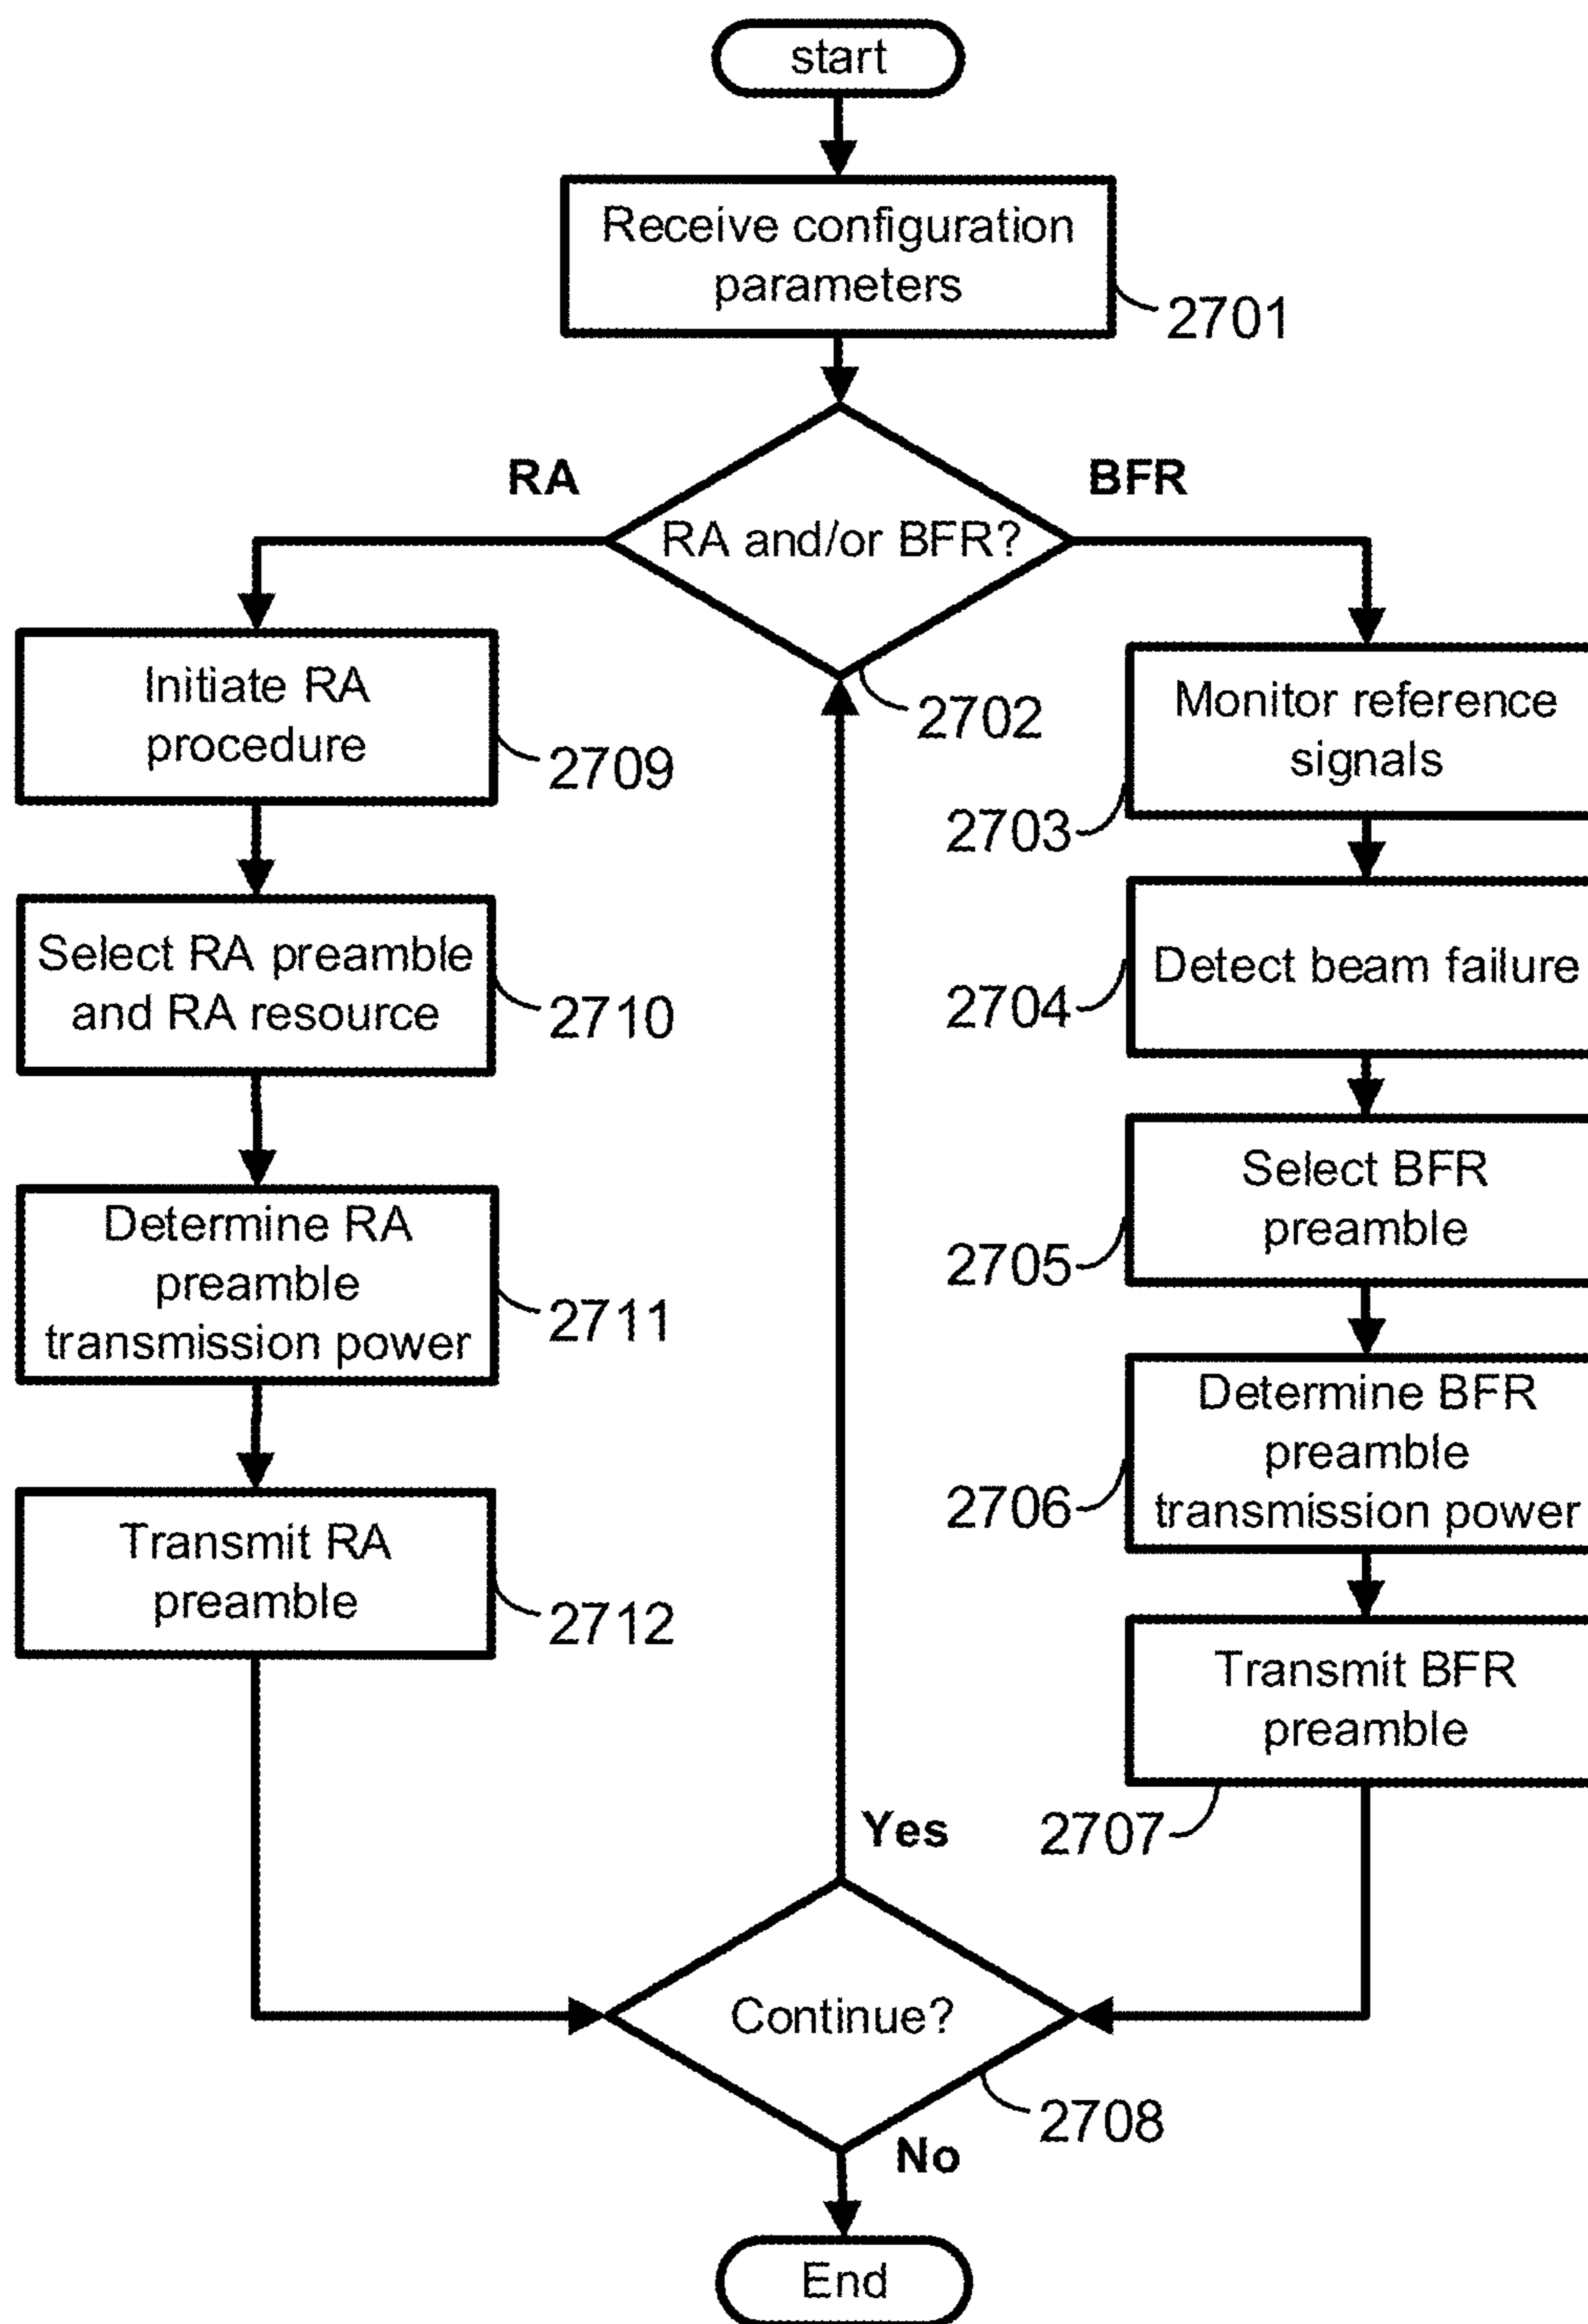 start
Receive configuration
parameters
2701
RA
BFR
RA and/or BFR?
2702
Initiate RA
procedure
2709
Select RA preamble
and RA resource
2710
Determine RA
preamble
transmission power
2711
Transmit RA
preamble
2712
Monitor reference
signals
2703
Detect beam failure
2704
Select BFR
preamble
2705
Determine BFR
preamble
transmission power
2706
Transmit BFR
preamble
2707
Yes
Continue?
2708
No
End